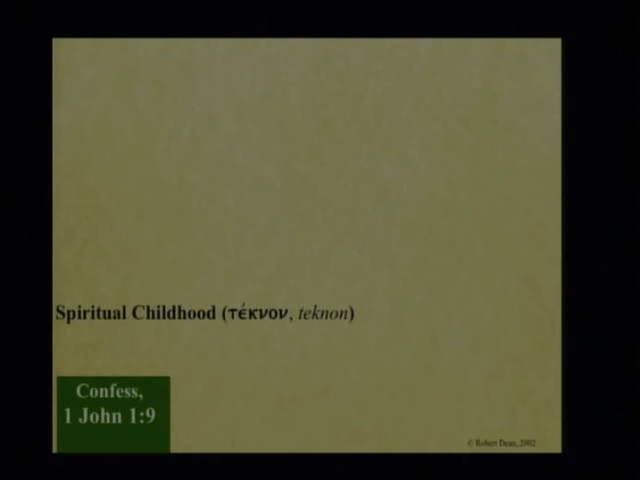 Spiritual Childhood (τέκνον, teknon)
Confess,
1 John 1:9
© Robert Dean, 2002